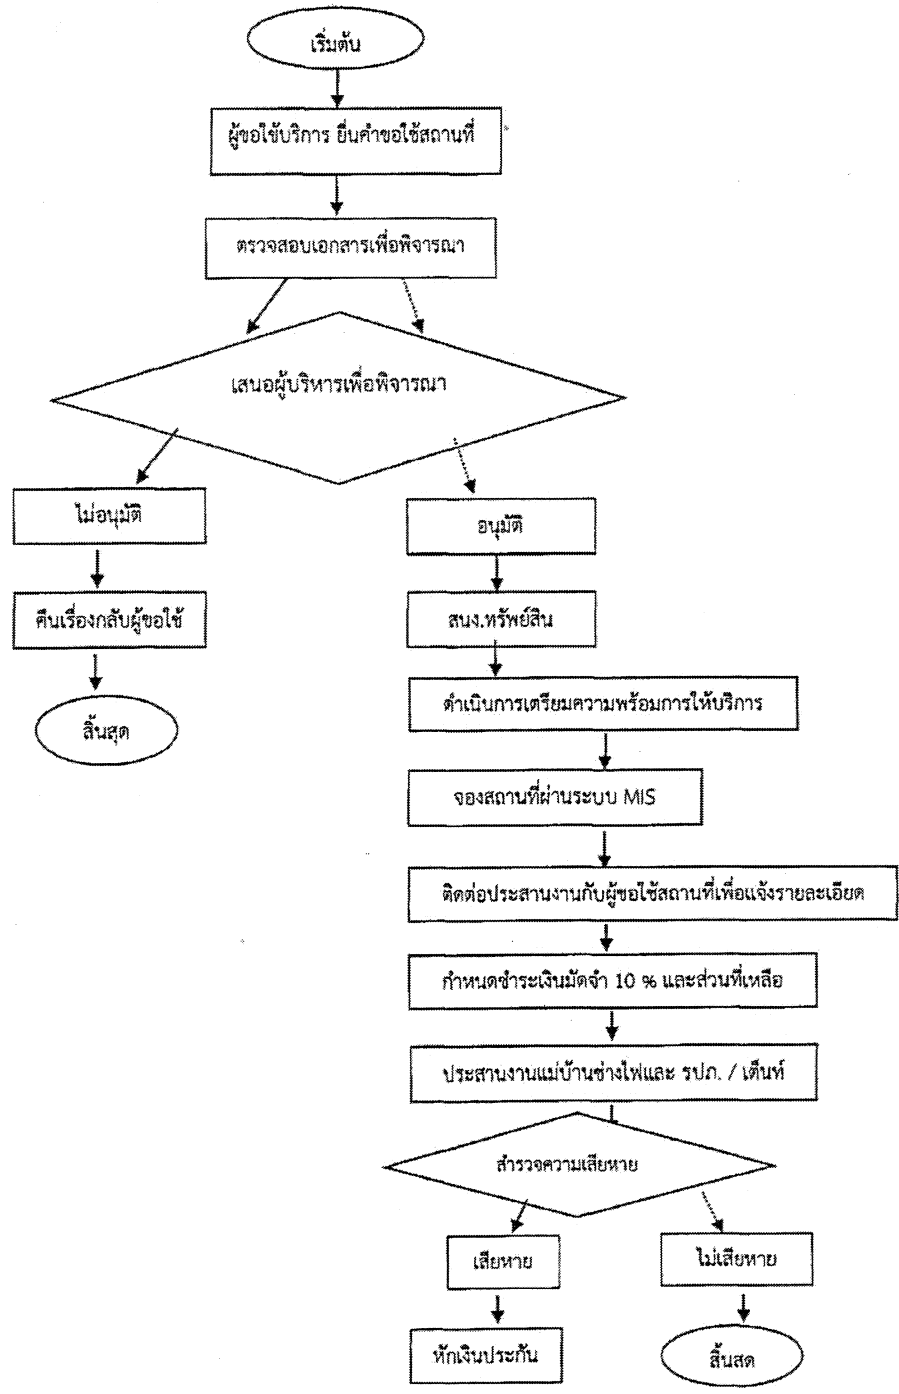 เริ่มต้น
ผู้ขอใช้บริการ ยื่นคำขอใช้สถานที่
ตรวจสอบเอกสารเพื่อพิจารณา
เสนอผู้บริหารเพื่อพิจารณา
ไม่อนุมัติ
อนุมัติ
คืนเรื่องกลับผู้ขอใช้
สนง.ทรัพย์สิน
สิ้นสุด
ดำเนินการเตรียมความพร้อมการให้บริการ
จองสถานที่ผ่านระบบ MIS
ติดต่อประสานงานกับผู้ขอใช้สถานที่เพื่อแจ้งรายละเอียด
กำหนดชำระเงินมัดจำ 10 % และส่วนที่เหลือ
ประสานงานแม่บ้านช่างไฟและ รปภ. / เต็นท์
สำรวจความเสียหาย
เสียหาย
ไม่เสียหาย
หักเงินประกัน
สิ้นสุด